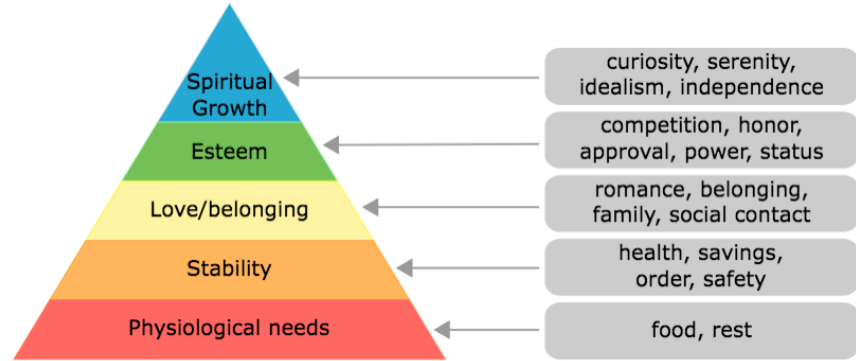 Spiritual
Growth
curiosity, serenity,
idealism, independence
Esteem
competition, honor,
approval, power, status
Love/belonging
romance, belonging,
family, social contact
Stability
health, savings,
order, safety
Physiological needs
food, rest